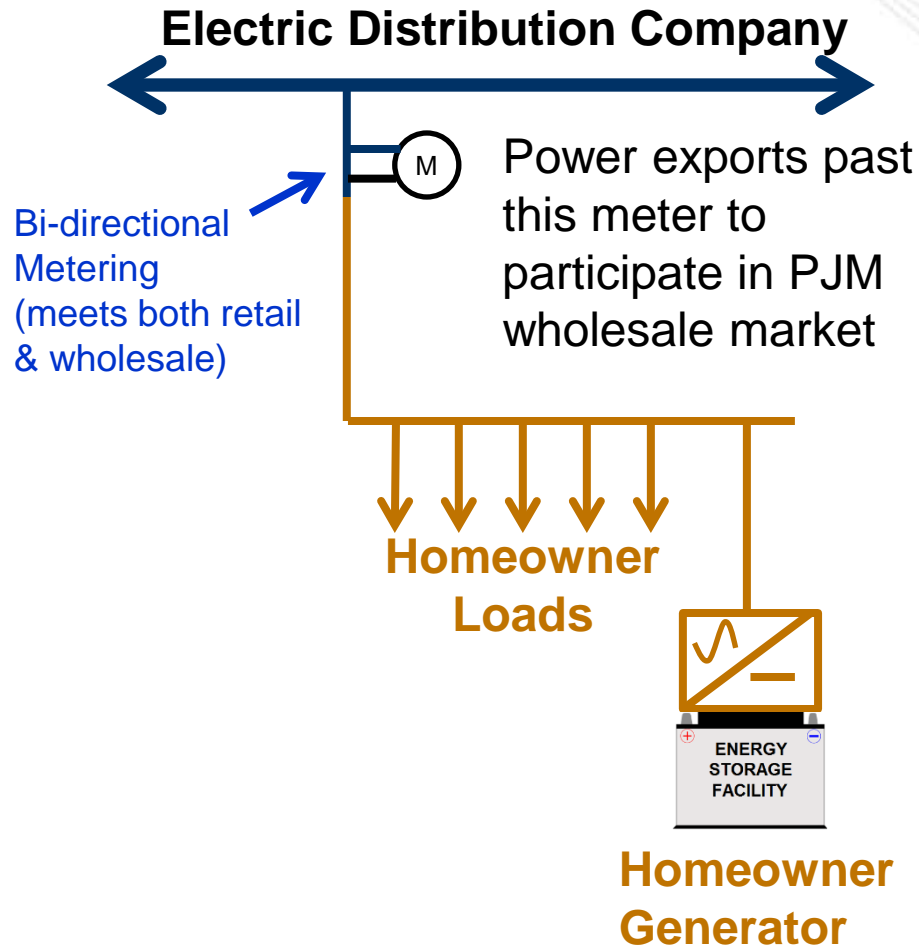 Electric Distribution Company
M
Power exports past
this meter to
participate in PJM
wholesale market
Bi-directional
Metering
(meets both retail
& wholesale)
Homeowner
Loads
+
−
ENERGY
STORAGE
FACILITY
Homeowner
Generator